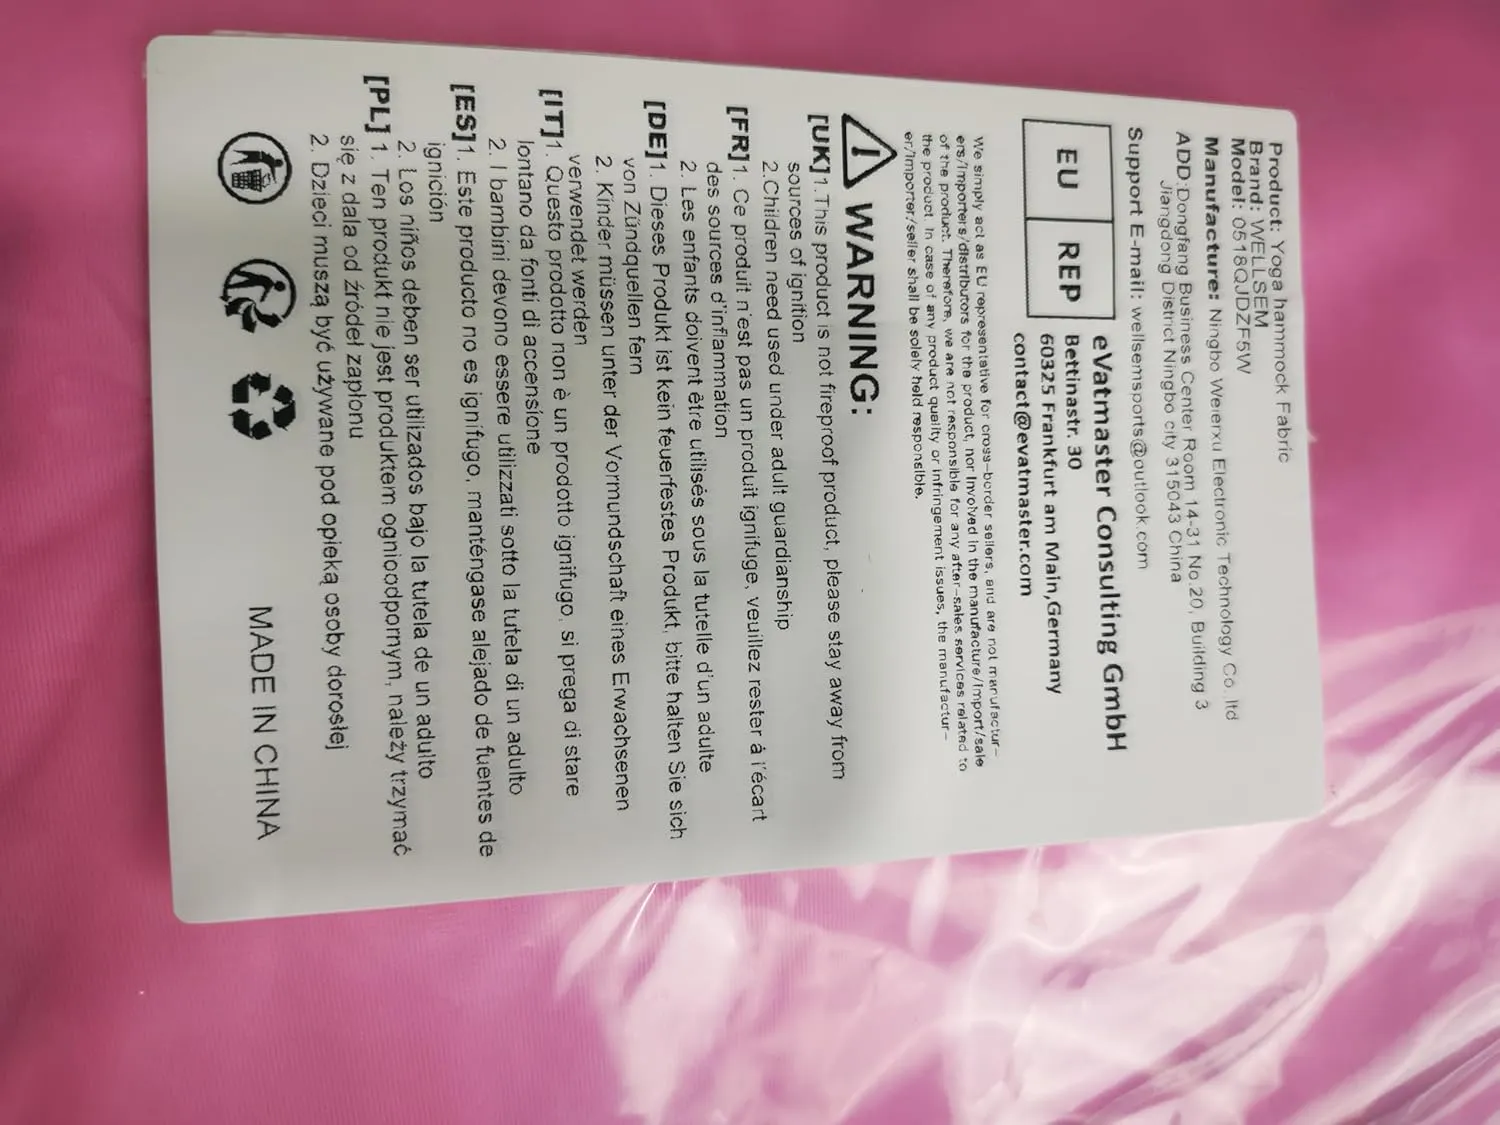 Product: Yoga hammock Fabric
Brand: WELLSEM
Model: 0518QUDZF5W
Manufacture: Ningbo Weierxu Electronic Technology Co.,ltd
ADD:Dongfang Business Center Room 14-31 No.20, Building 3
Jiangdong District Ningbo city 315043 China
Support E-mail: wellsemsports@outlook.com
EU REP
eVatmaster Consulting GmbH
Bettinastr. 30
60325 Frankfurt am Main,Germany
contact@evatmaster.com
We simply act as EU representative for cross-border sellers, and are not manufactur-
ers/importers/distributors for the product, nor involved in the manufacture/import/sale
of the product. Therefore, we are not responsible for any after-sales services related to
the product. In case of any product quality or infringement issues, the manufactur-
er/importer/seller shall be solely held responsible.
WARNING:
[UK] 1.This product is not fireproof product, please stay away from
sources of ignition
2.Children need used under adult guardianship
[FR] 1. Ce produit n'est pas un produit ignifuge, veuillez rester à l'écart
des sources d'inflammation
2. Les enfants doivent être utilisés sous la tutelle d'un adulte
[DE] 1. Dieses Produkt ist kein feuerfestes Produkt, bitte halten Sie sich
von Zündquellen fern
2. Kinder müssen unter der Vormundschaft eines Erwachsenen
verwendet werden
[IT] 1. Questo prodotto non è un prodotto ignifugo, si prega di stare
lontano da fonti di accensione
2. I bambini devono essere utilizzati sotto la tutela di un adulto
[ES] 1. Este producto no es ignifugo, manténgase alejado de fuentes de
ignición
2. Los niños deben ser utilizados bajo la tutela de un adulto
[PL] 1. Ten produkt nie jest produktem ognioodpornym, należy trzymać
się z dala od źródeł zapłonu
2. Dzieci muszą być używane pod opieką osoby dorosłej
MADE IN CHINA